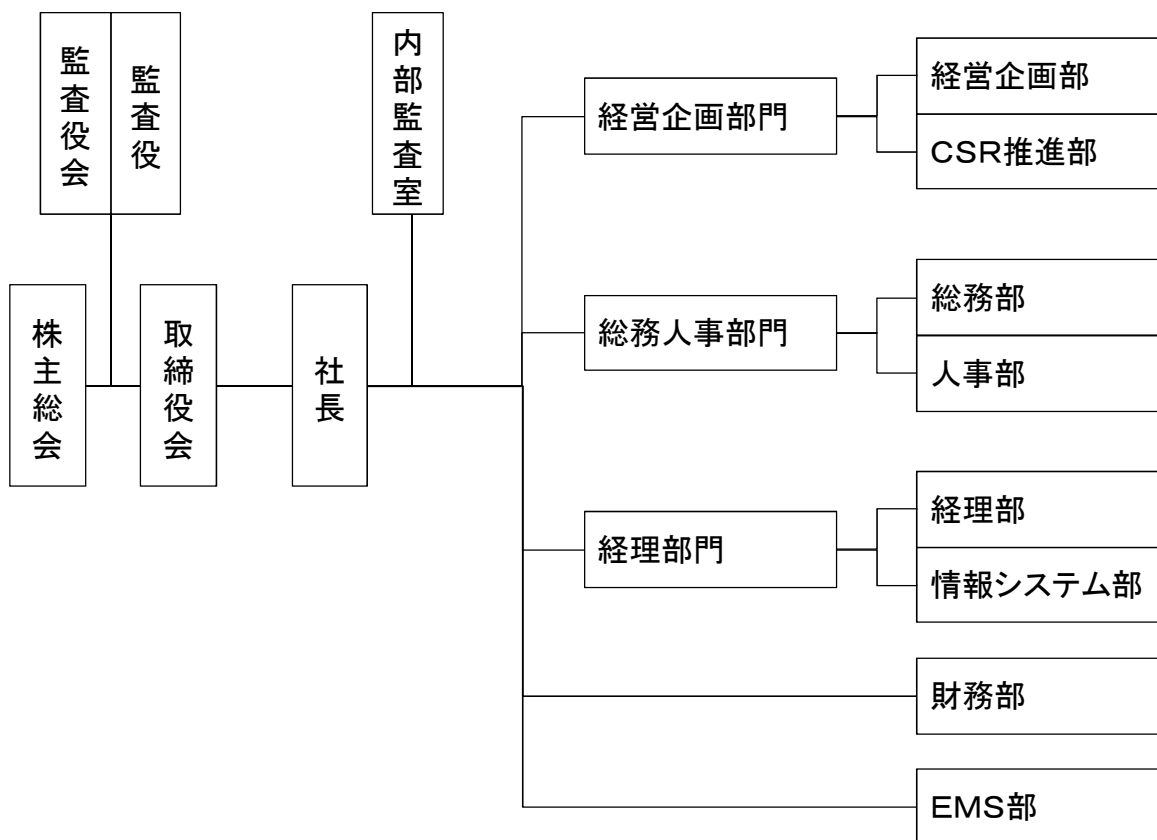 監査役会
監査役
内部監査室
株主総会
取締役会
社長
経営企画部門
経営企画部
CSR推進部
総務人事部門
総務部
人事部
経理部門
経理部
情報システム部
財務部
EMS部